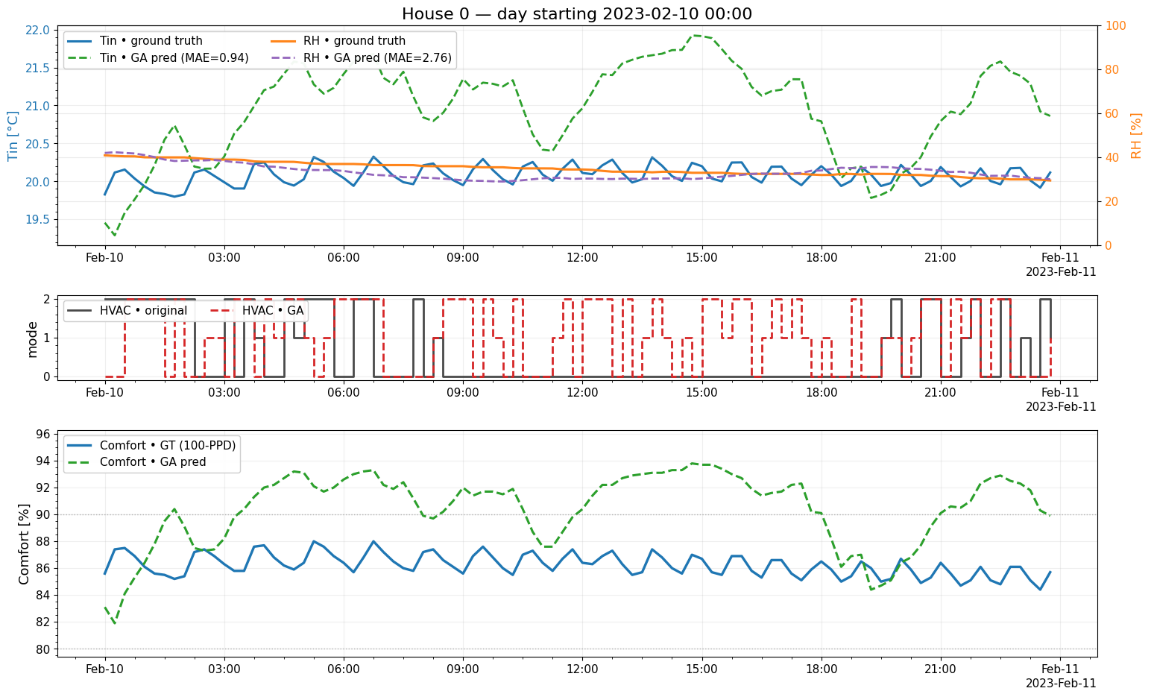 House 0 — day starting 2023-02-10 00:00
Tin • ground truth
Tin • GA pred (MAE=0.94)
RH • ground truth
RH • GA pred (MAE=2.76)
Tin [°C]
22.0
21.5
21.0
20.5
20.0
19.5
RH [%]
100
80
60
40
20
0
Feb-10 03:00 06:00 09:00 12:00 15:00 18:00 21:00 Feb-11
2023-Feb-11
HVAC • original HVAC • GA
mode
2
1
0
Feb-10 03:00 06:00 09:00 12:00 15:00 18:00 21:00 Feb-11
2023-Feb-11
Comfort • GT (100-PPD)
Comfort • GA pred
Comfort [%]
96
94
92
90
88
86
84
82
80
Feb-10 03:00 06:00 09:00 12:00 15:00 18:00 21:00 Feb-11
2023-Feb-11